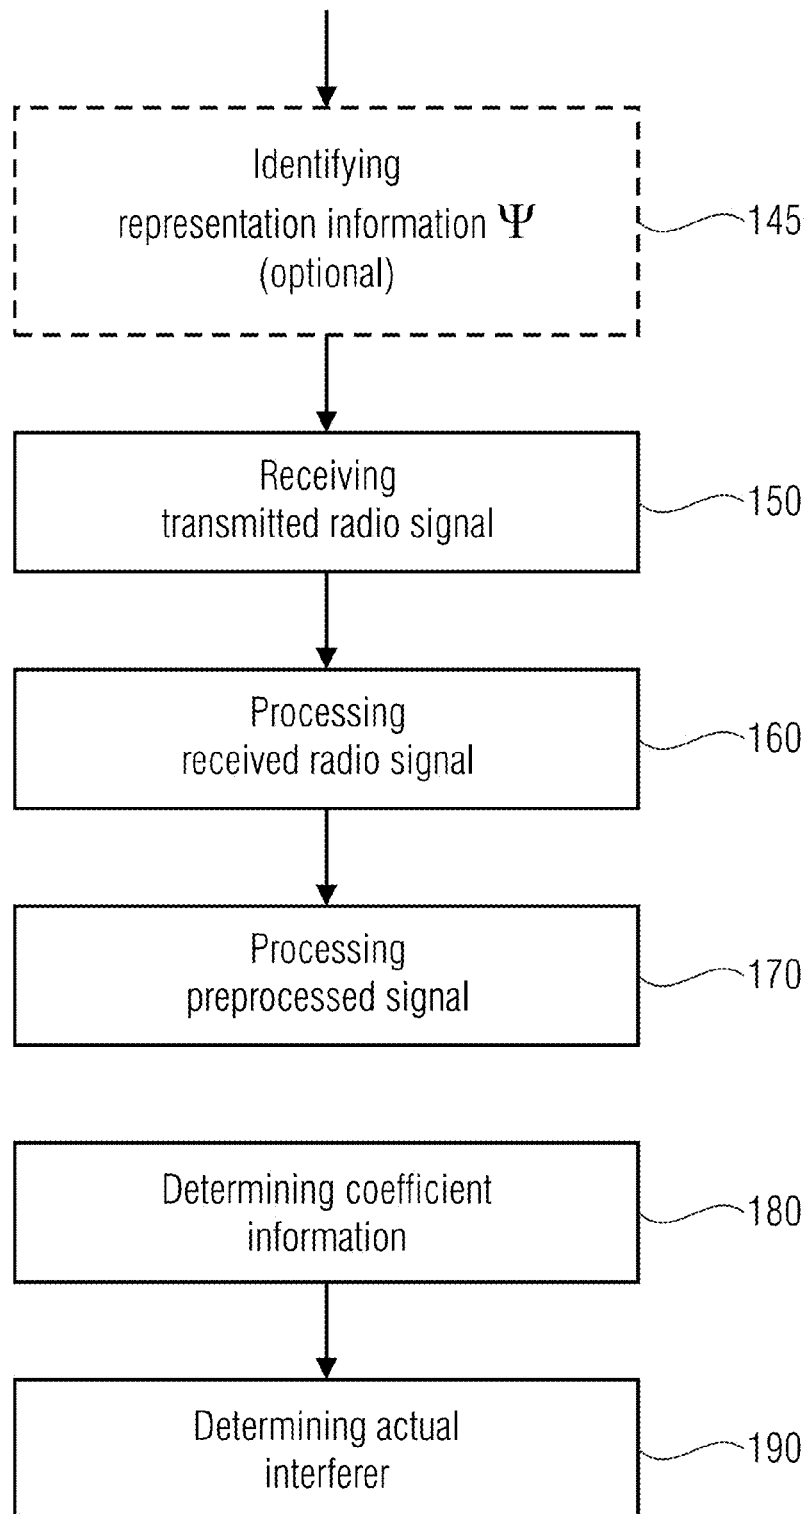 Identifying
representation information Ψ
(optional)
145
Receiving
transmitted radio signal
150
Processing
received radio signal
160
Processing
preprocessed signal
170
Determining coefficient
information
180
Determining actual
interferer
190